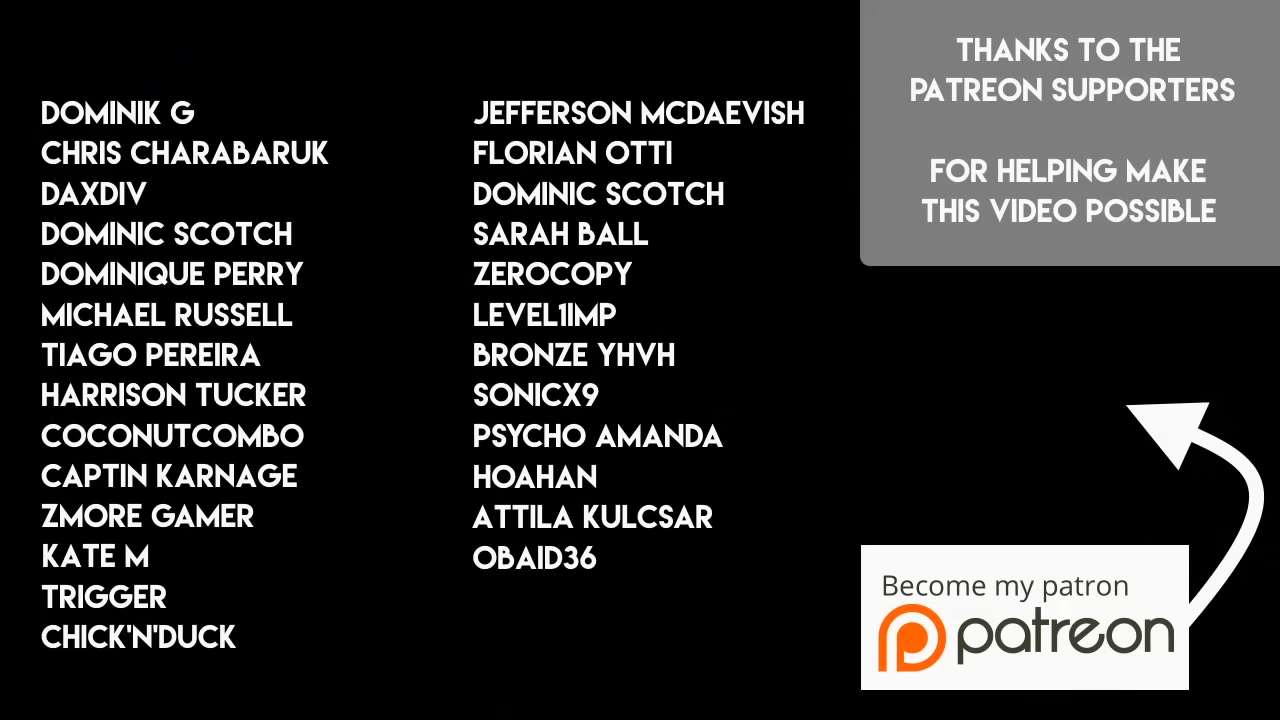 DOMINIK G
CHRIS CHARABARUK
DAXDIV
DOMINIC SCOTCH
DOMINIQUE PERRY
MICHAEL RUSSELL
TIAGO PEREIRA
HARRISON TUCKER
COCONUTCOMBO
CAPTIN KARNAGE
ZMORE GAMER
KATE M
TRIGGER
CHICK'N'DUCK
JEFFERSON MCDAEVISH
FLORIAN OTTI
DOMINIC SCOTCH
SARAH BALL
ZEROCOPY
LEVEL1IMP
BRONZE YHVH
SONICX9
PSYCHO AMANDA
HOAHAN
ATTILA KULCSAR
OBAID36
THANKS TO THE
PATREON SUPPORTERS
FOR HELPING MAKE
THIS VIDEO POSSIBLE
Become my patron
patreon